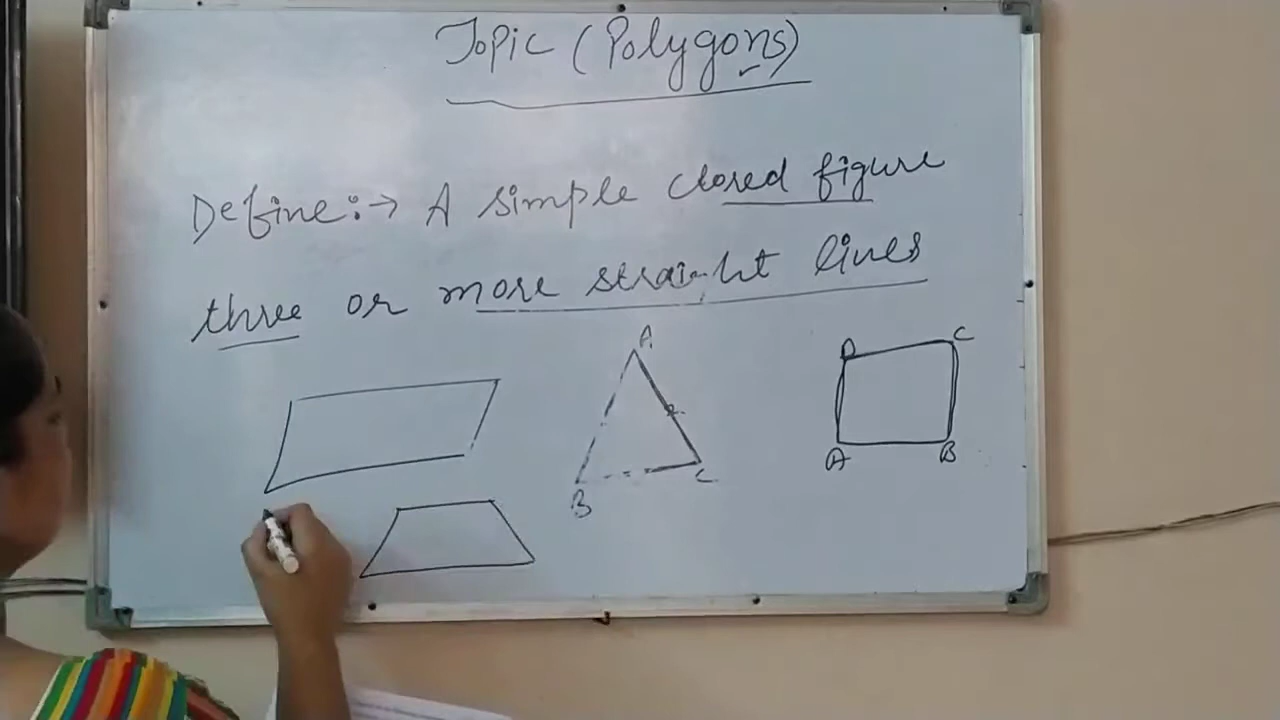 Topic (Polygons)
Define:→ A simple closed figure
three or more straight lines
A
D C
B C
A B